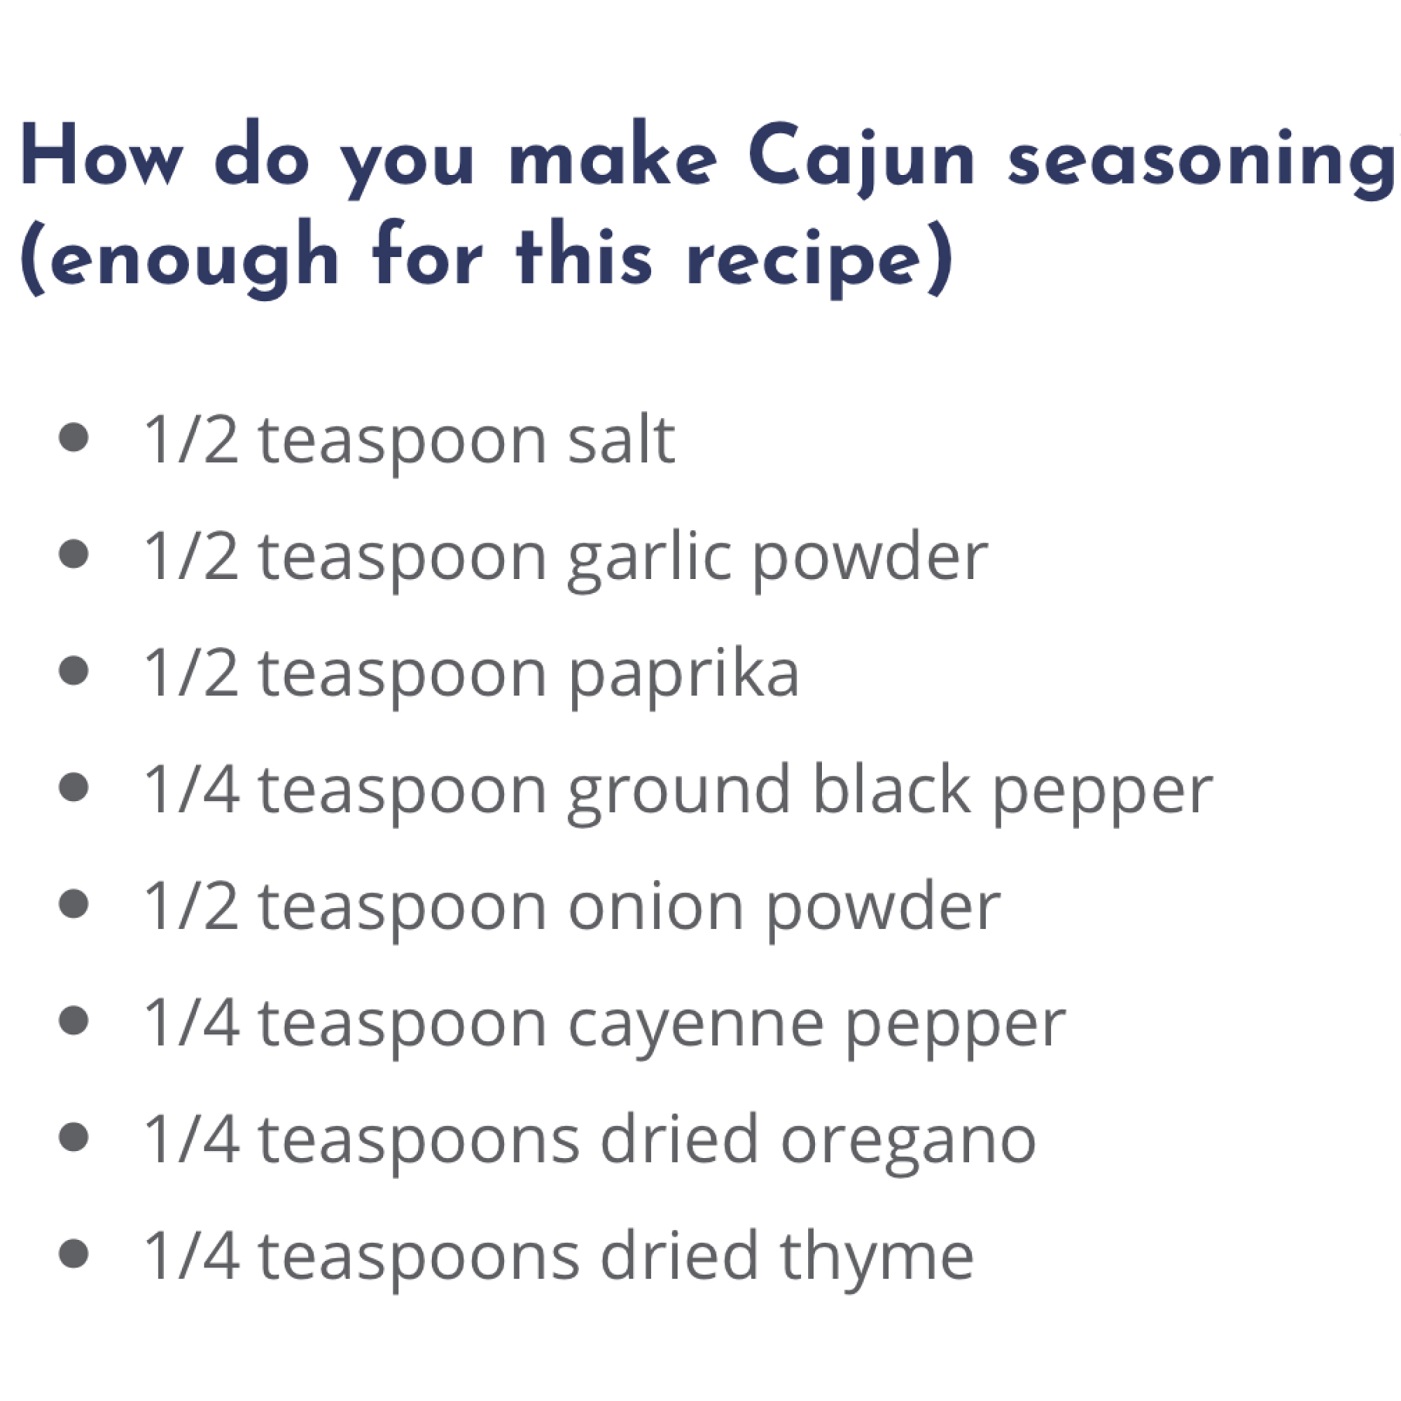 How do you make Cajun seasoning
(enough for this recipe)
• 1/2 teaspoon salt
• 1/2 teaspoon garlic powder
• 1/2 teaspoon paprika
• 1/4 teaspoon ground black pepper
• 1/2 teaspoon onion powder
• 1/4 teaspoon cayenne pepper
• 1/4 teaspoons dried oregano
• 1/4 teaspoons dried thyme